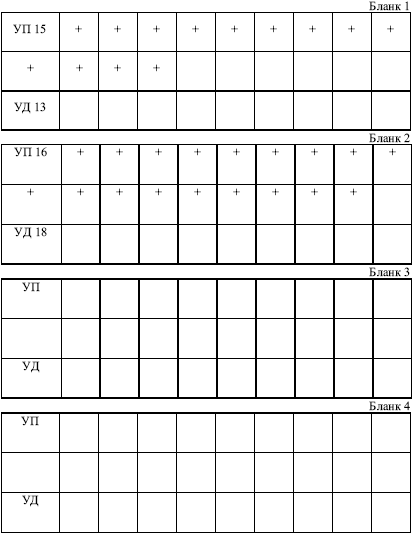 Бланк 1
УП 15 + + + + + + + + +
+ + + +
УД 13
Бланк 2
УП 16 + + + + + + + + +
+ + + + + + + + +
УД 18
Бланк 3
УП
УД
Бланк 4
УП
УД